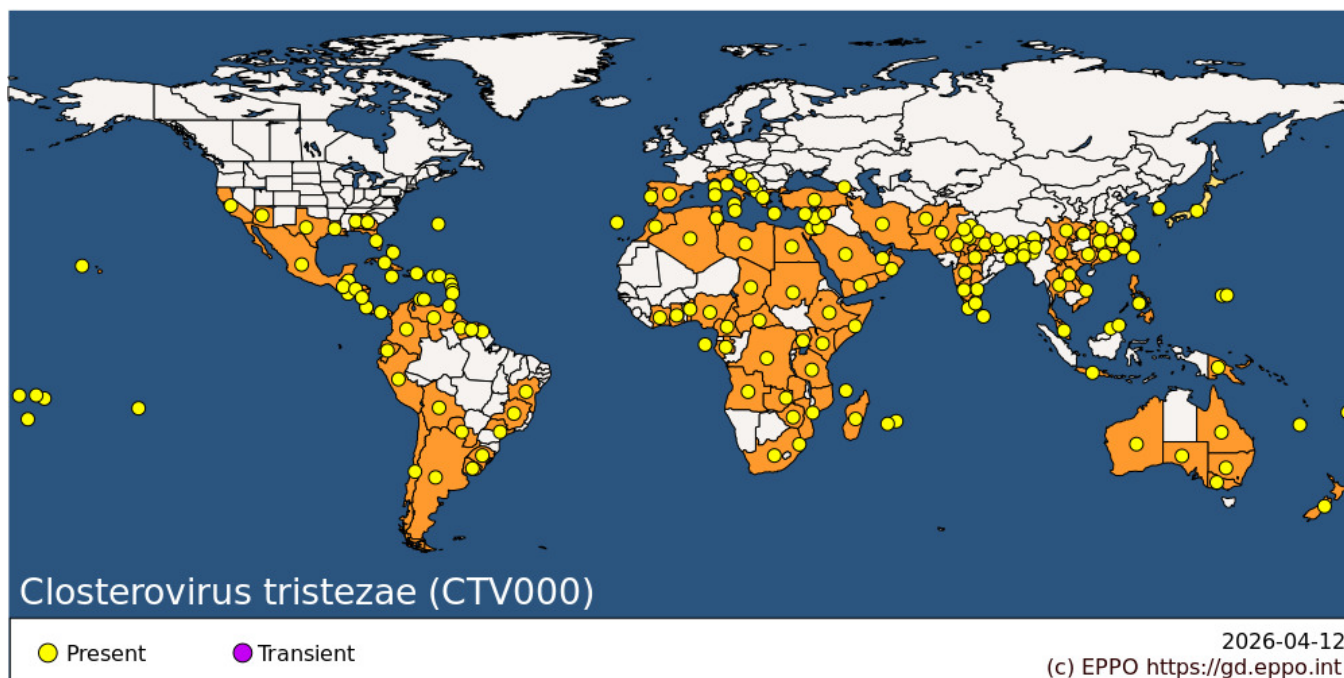 Closterovirus tristezae (CTV000)
Present
Transient
2026-04-12
(c) EPPO https://gd.eppo.int